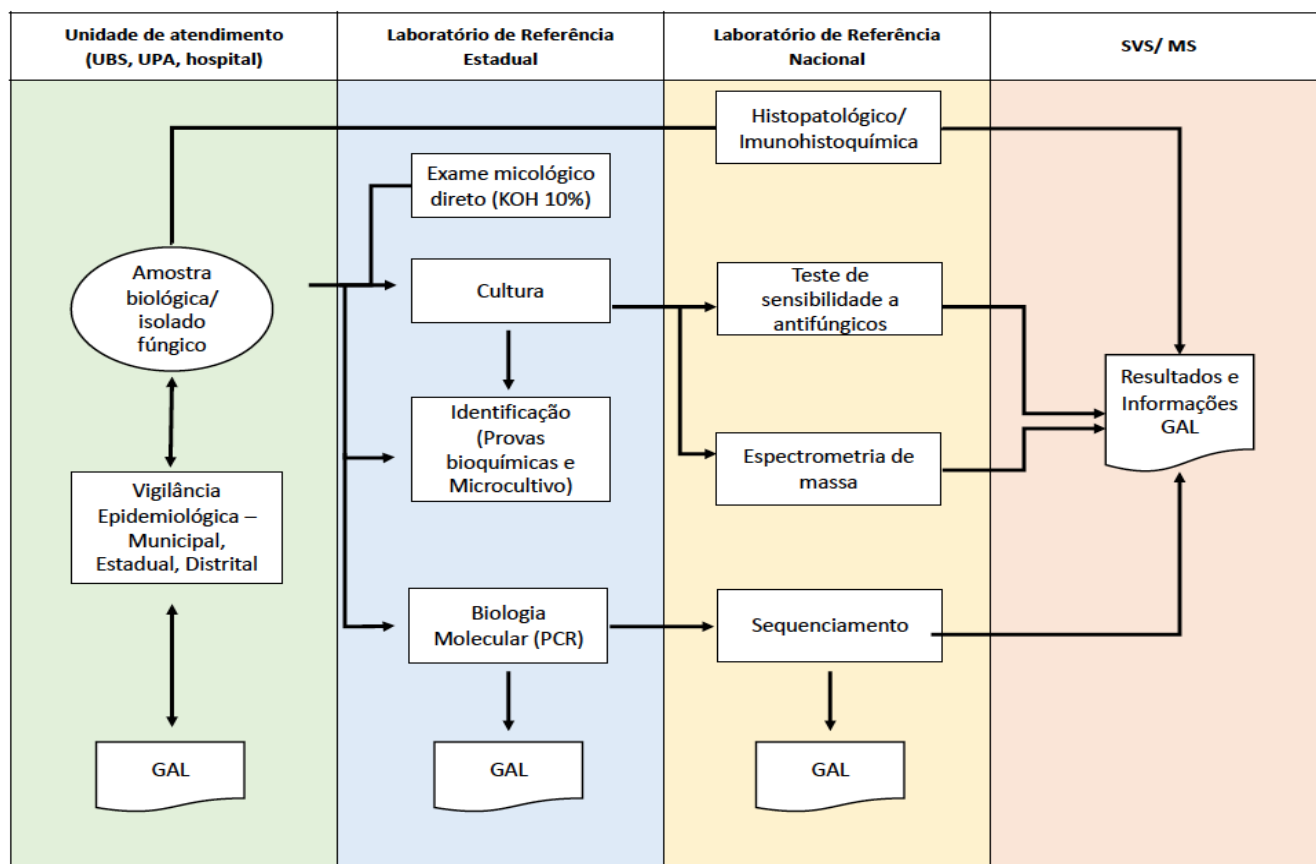 Unidade de atendimento
(UBS, UPA, hospital)
Laboratório de Referência
Estadual
Laboratório de Referência
Nacional
SVS/ MS
Histopatológico/
Imunohistoquímica
Exame micológico
direto (KOH 10%)
Amostra
biológica/
isolado
fúngico
Cultura
Teste de
sensibilidade a
antifúngicos
Resultados e
Informações
GAL
Identificação
(Provas
bioquímicas e
Microcultivo)
Espectrometria de
massa
Vigilância
Epidemiológica –
Municipal,
Estadual, Distrital
Biologia
Molecular (PCR)
Sequenciamento
GAL
GAL
GAL